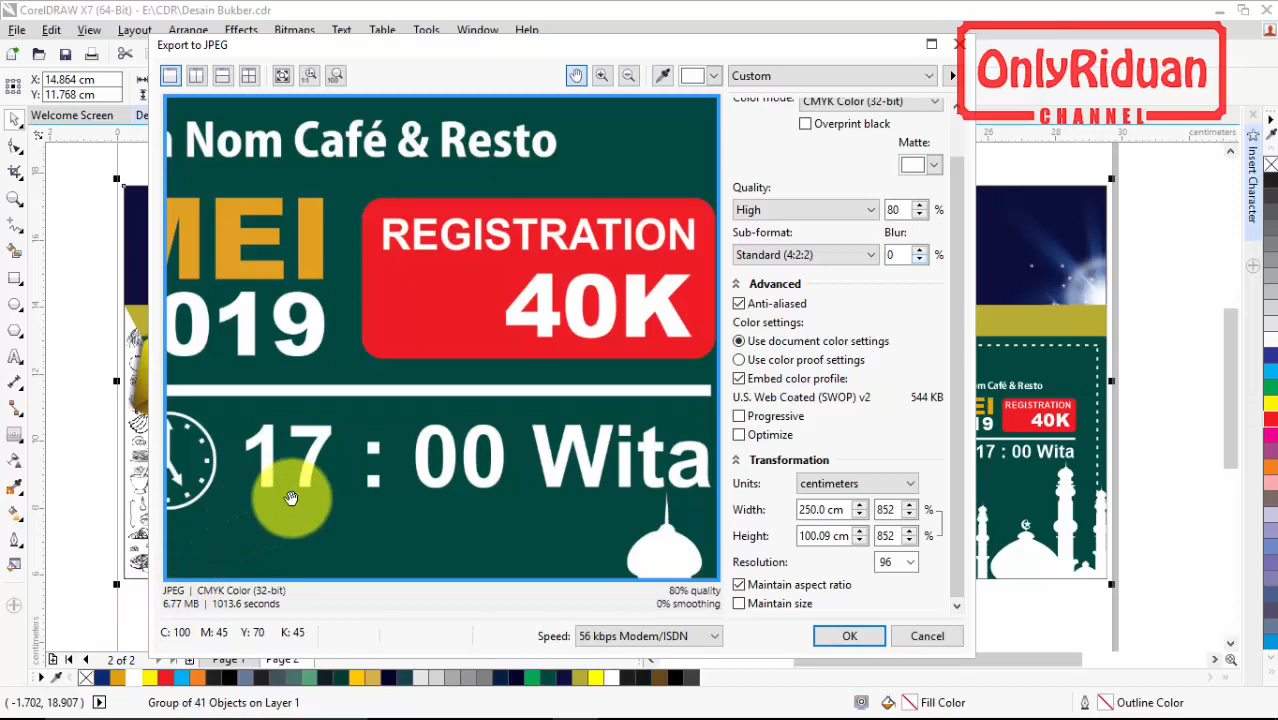 CorelDRAW X7 (64-Bit) - E:\CDR\Desain Bukber.cdr
File Edit View Layout Arrange Effects Bitmaps Text Table Tools Window Help
X: 14.864 cm
Y: 11.768 cm
Welcome Screen
Export to JPEG
Custom
OnlyRiduan
CHANNEL
Nom Café & Resto
MEI
2019
REGISTRATION
40K
17 : 00 Wita
Color mode: CMYK Color (32-bit)
Overprint black
Matte:
Quality:
High 80 %
Sub-format: Blur:
Standard (4:2:2) 0 %
Advanced
Anti-aliased
Color settings:
Use document color settings
Use color proof settings
Embed color profile:
U.S. Web Coated (SWOP) v2 544 KB
Progressive
Optimize
Transformation
Units: centimeters
Width: 250.0 cm 852 %
Height: 100.09 cm 852 %
Resolution: 96
Maintain aspect ratio
Maintain size
JPEG | CMYK Color (32-bit) 80% quality
6.77 MB | 1013.6 seconds 0% smoothing
C: 100 M: 45 Y: 70 K: 45
Speed: 56 kbps Modem/ISDN
OK Cancel
26 28 30 centimeters
Insert Character
Nom Café & Resto
REGISTRATION
40K
17 : 00 Wita
centimeters
2 of 2 Page 1 Page 2
( -1.702, 18.907 ) Group of 41 Objects on Layer 1 Fill Color Outline Color